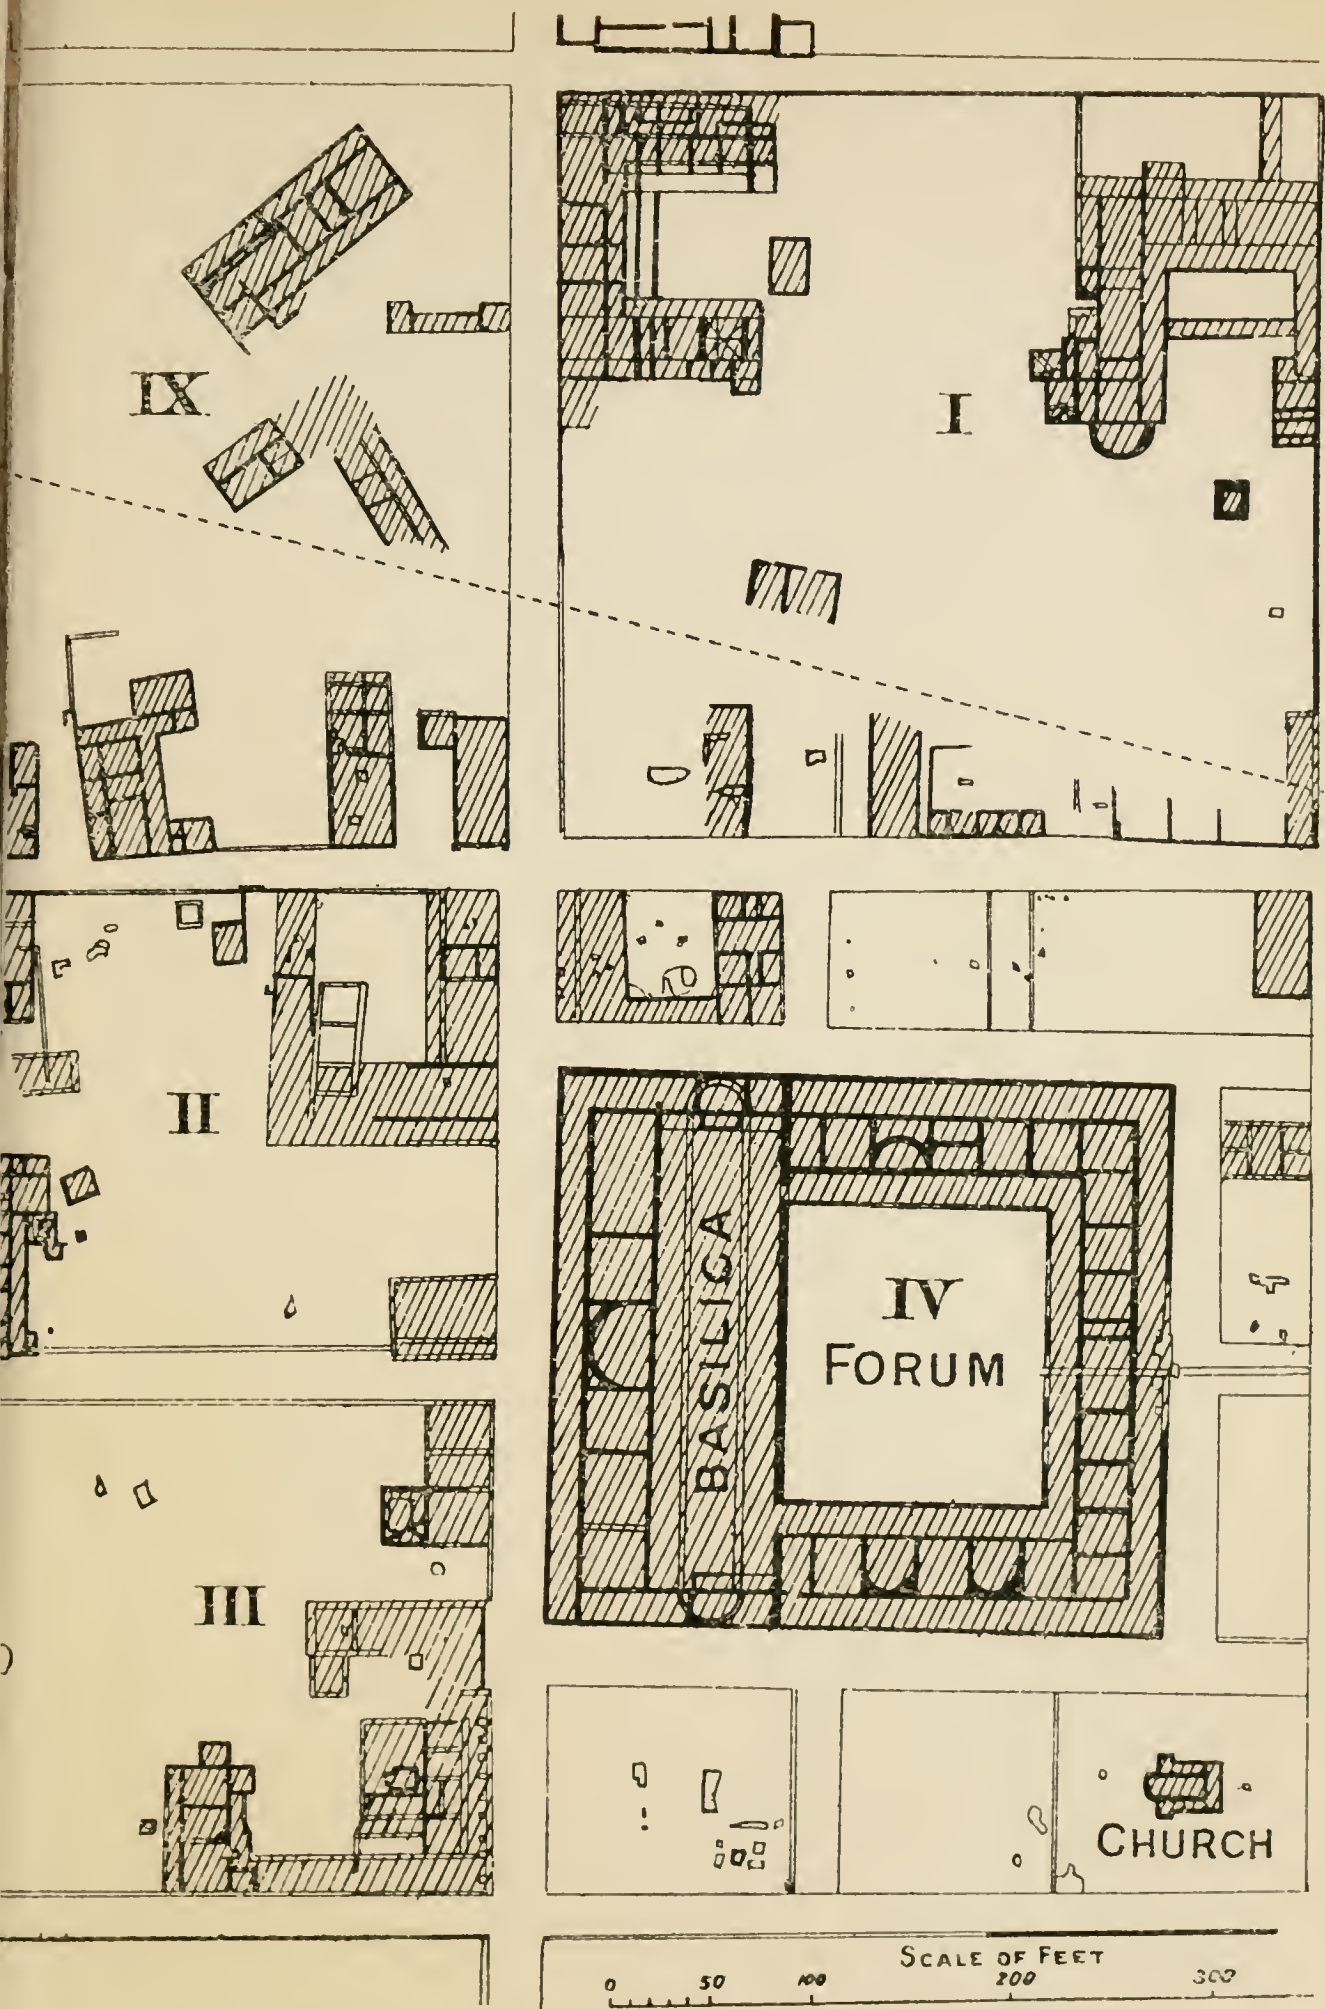 IX
I
II
BASILICA
IV
FORUM
III
CHURCH
SCALE OF FEET
0 50 100 200 300